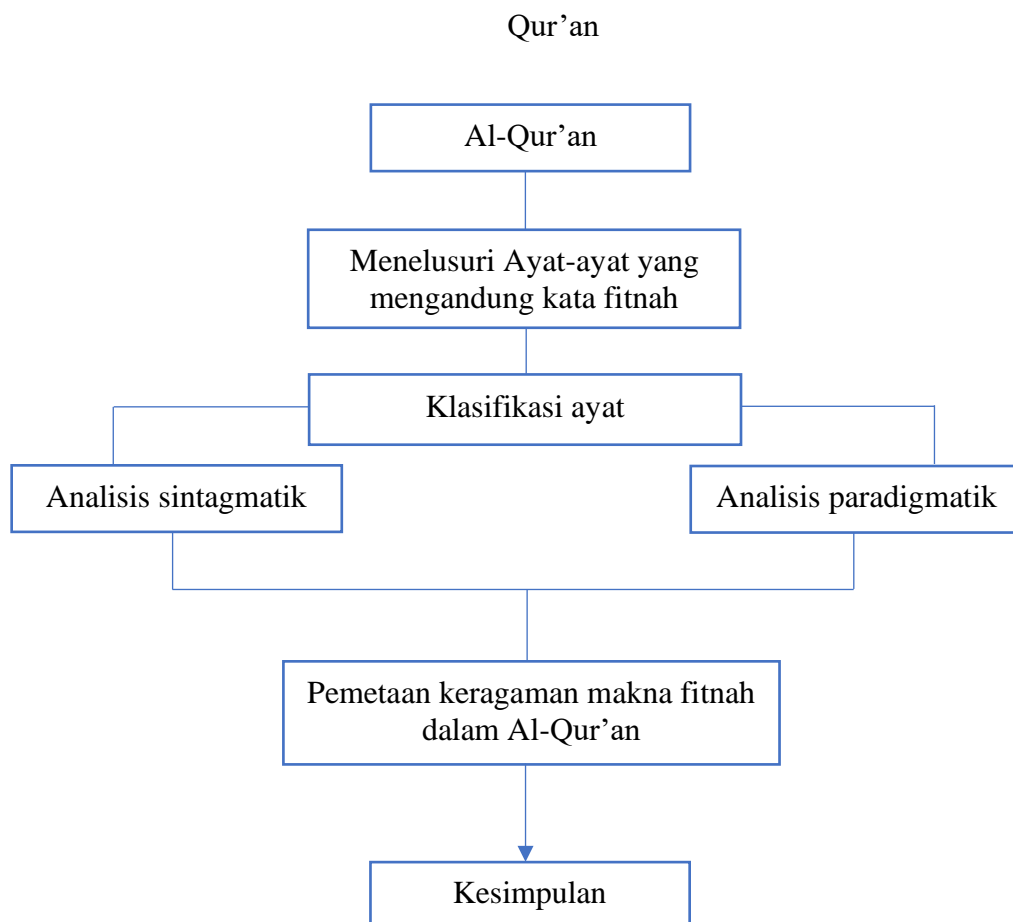 Qur’an
Al-Qur’an
Menelusuri Ayat-ayat yang
mengandung kata fitnah
Klasifikasi ayat
Analisis sintagmatik
Analisis paradigmatik
Pemetaan keragaman makna fitnah
dalam Al-Qur’an
Kesimpulan